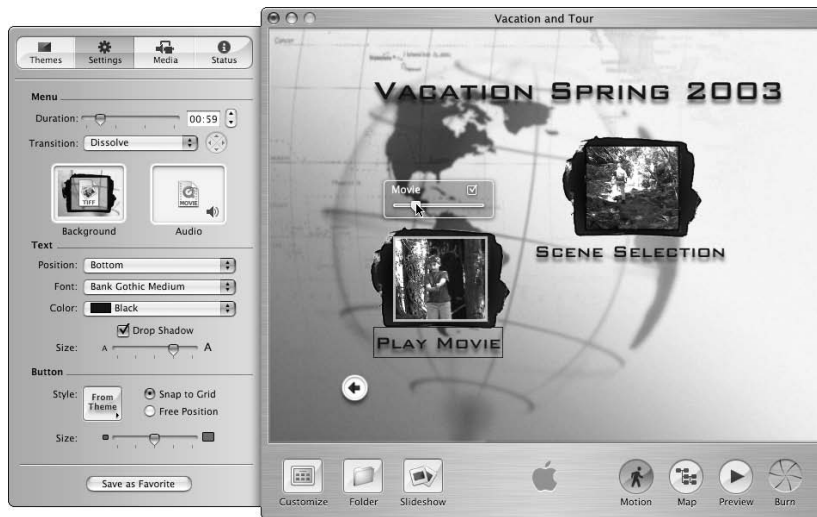 Themes Settings Media Status
Menu
Duration: 00:59
Transition: Dissolve
TIFF MOVIE
Background Audio
Text
Position: Bottom
Font: Bank Gothic Medium
Color: Black
Drop Shadow
Size: A A
Button
Style: From Theme
Snap to Grid
Free Position
Size:
Save as Favorite
Vacation and Tour
VACATION SPRING 2003
Movie
SCENE SELECTION
PLAY MOVIE
Customize Folder Slideshow Motion Map Preview Burn